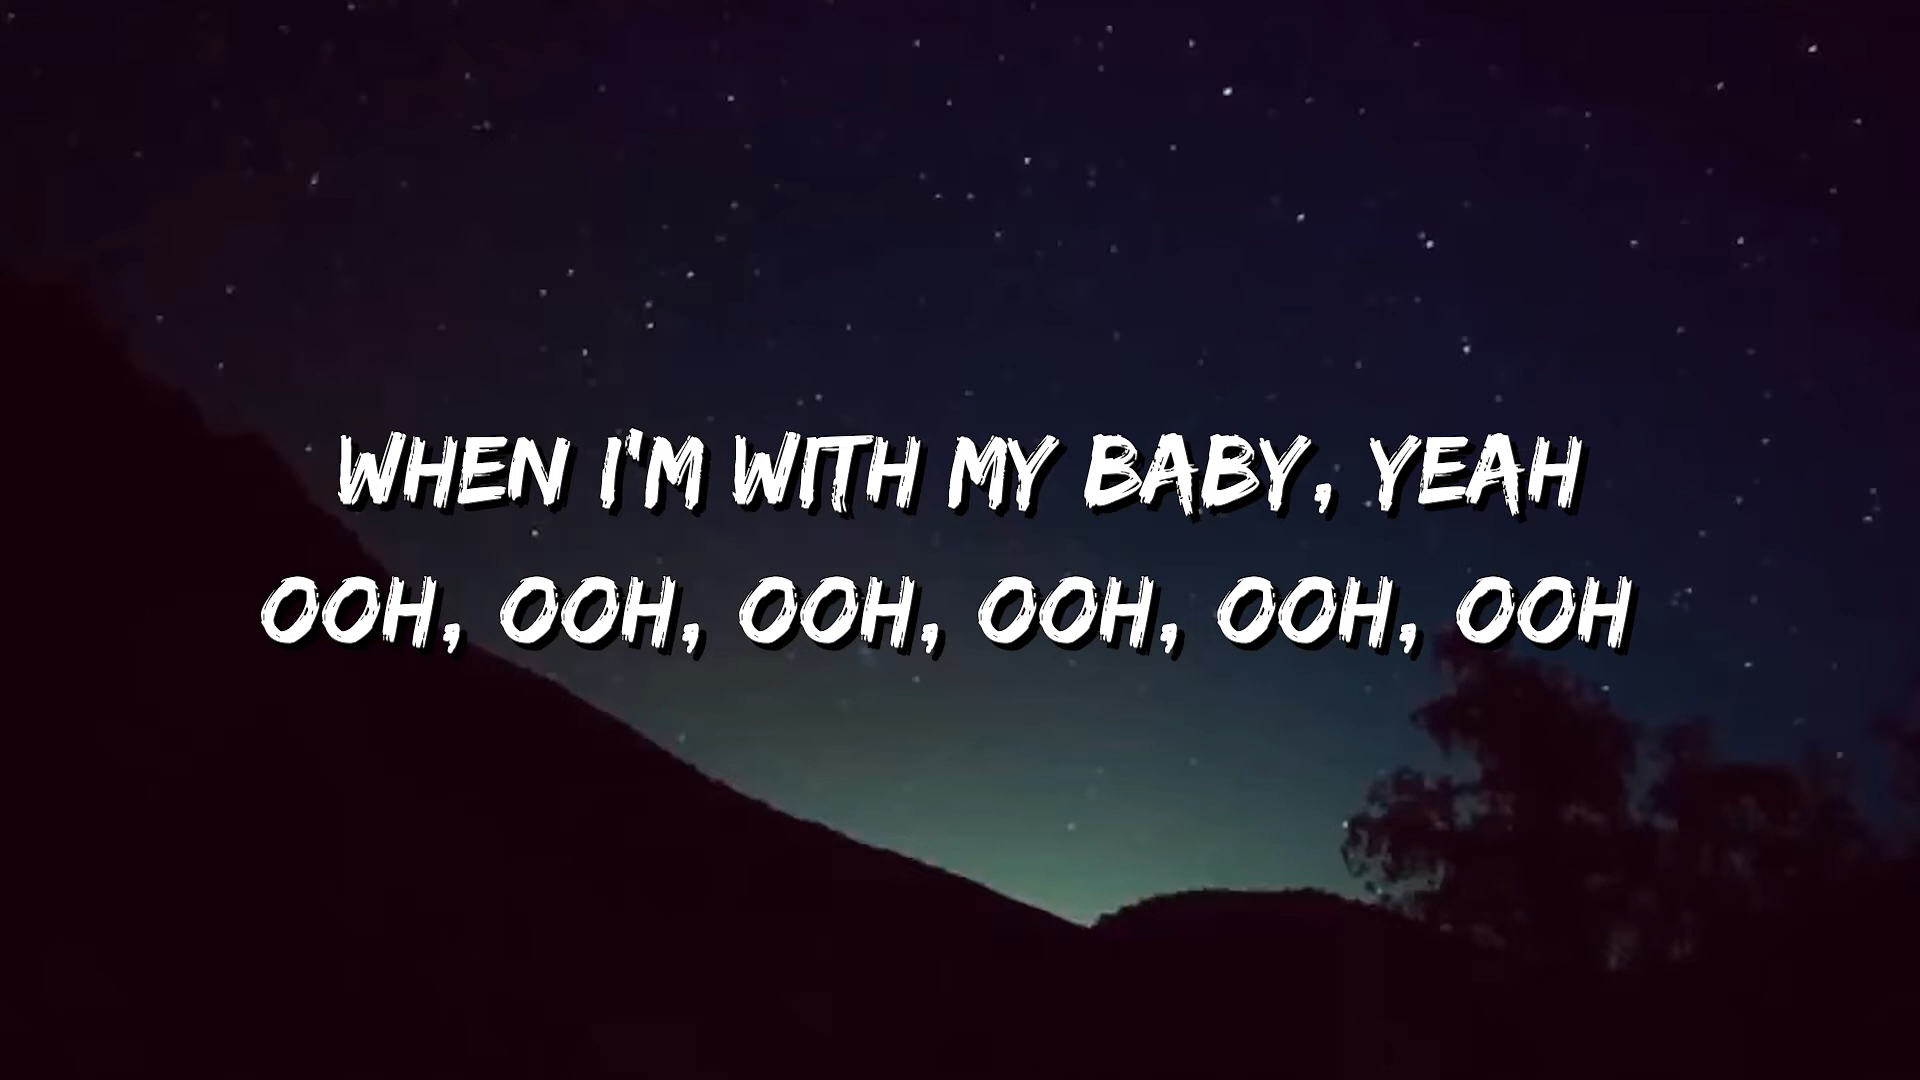 WHEN I'M WITH MY BABY, YEAH
OOH, OOH, OOH, OOH, OOH, OOH